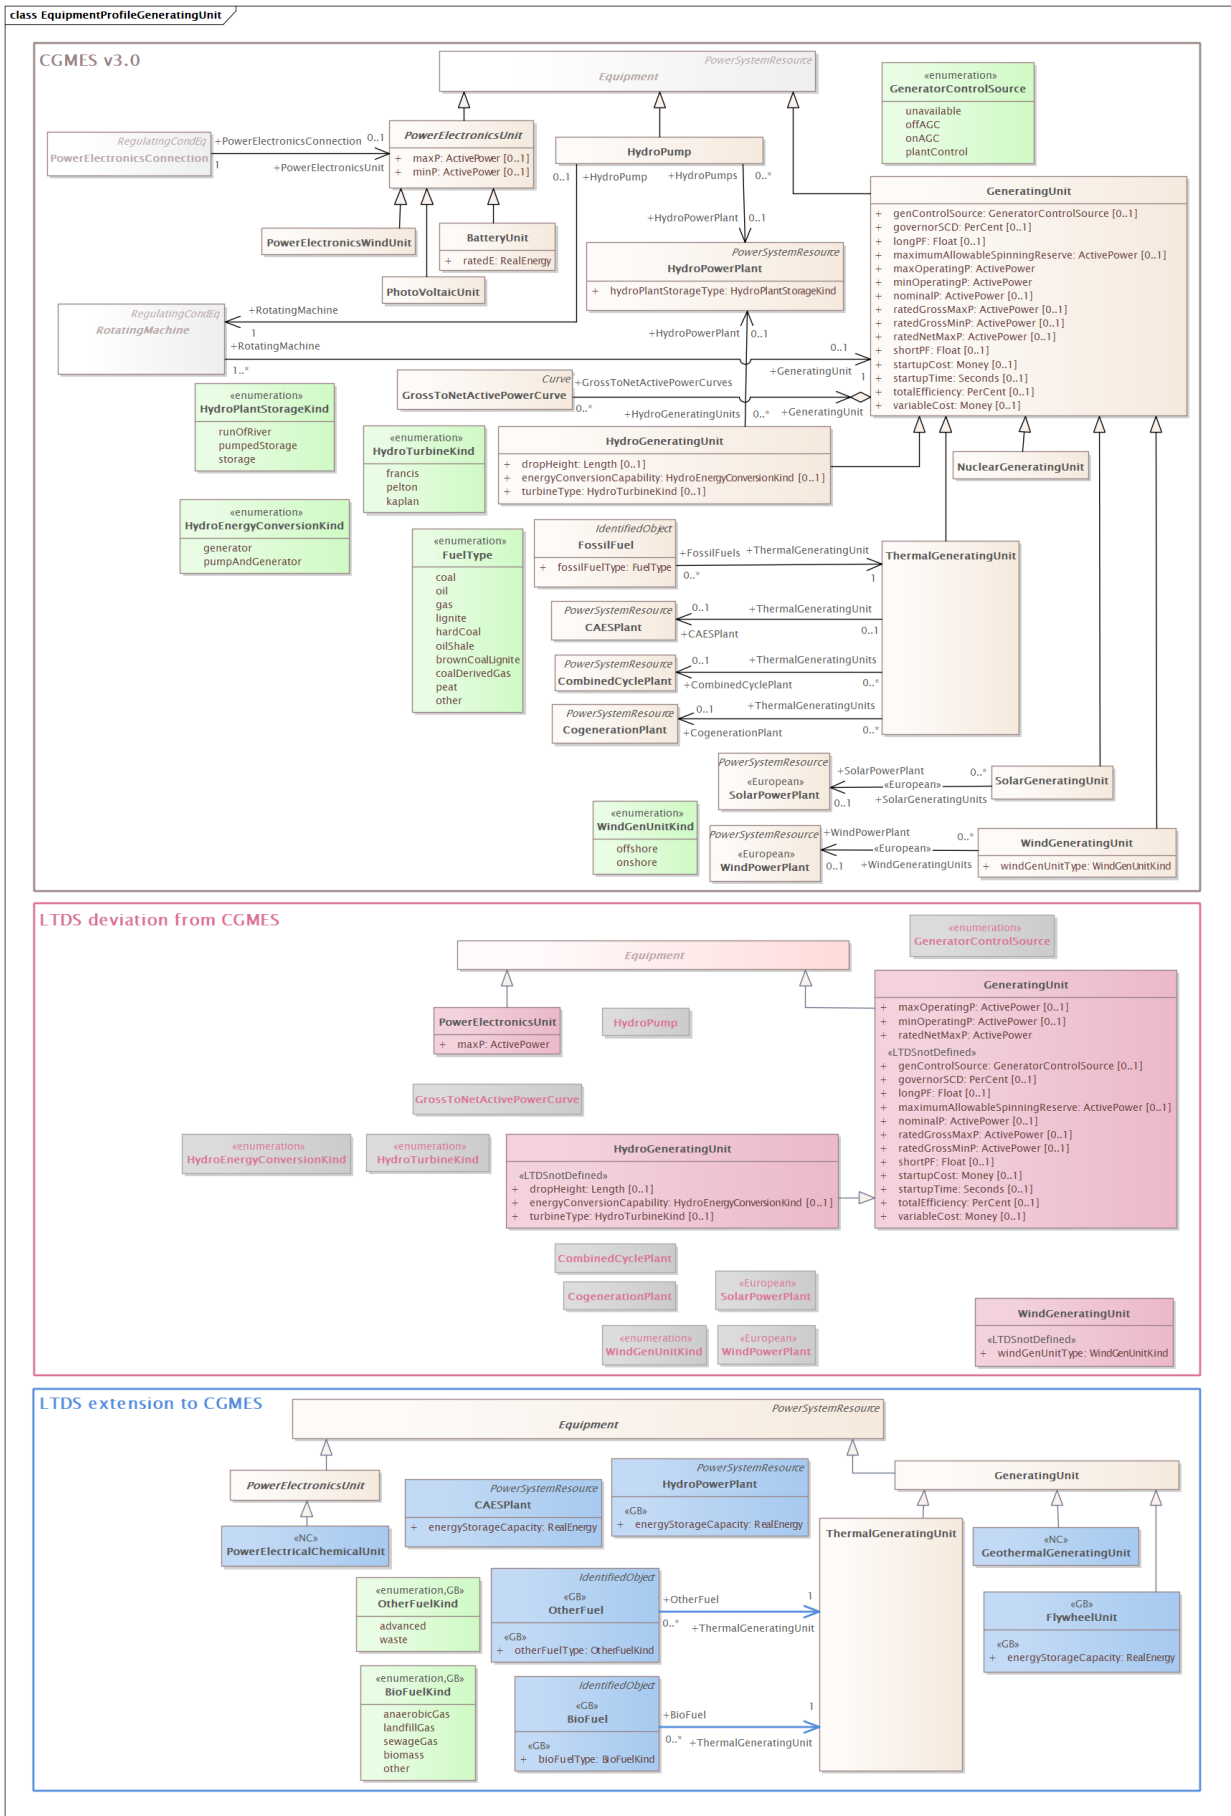 class EquipmentProfileGeneratingUnit
CGMES v3.0
PowerSystemResource
Equipment
«enumeration»
GeneratorControlSource
unavailable
offAGC
onAGC
plantControl
RegulatingCondEq
PowerElectronicsConnection
+PowerElectronicsConnection 0..1
1
+PowerElectronicsUnit
PowerElectronicsUnit
+ maxP: ActivePower [0..1]
+ minP: ActivePower [0..1]
HydroPump
0..1 +HydroPump
+HydroPumps 0..*
+HydroPowerPlant 0..1
PowerElectronicsWindUnit
BatteryUnit
+ ratedE: RealEnergy
PhotoVoltaicUnit
PowerSystemResource
HydroPowerPlant
+ hydroPlantStorageType: HydroPlantStorageKind
GeneratingUnit
+ genControlSource: GeneratorControlSource [0..1]
+ governorSCD: PerCent [0..1]
+ longPF: Float [0..1]
+ maximumAllowableSpinningReserve: ActivePower [0..1]
+ maxOperatingP: ActivePower
+ minOperatingP: ActivePower
+ nominalP: ActivePower [0..1]
+ ratedGrossMaxP: ActivePower [0..1]
+ ratedGrossMinP: ActivePower [0..1]
+ ratedNetMaxP: ActivePower [0..1]
+ shortPF: Float [0..1]
+ startupCost: Money [0..1]
+ startupTime: Seconds [0..1]
+ totalEfficiency: PerCent [0..1]
+ variableCost: Money [0..1]
RegulatingCondEq
RotatingMachine
+RotatingMachine
1
+RotatingMachine
1..*
+HydroPowerPlant 0..1
0..1
+GeneratingUnit
Curve
GrossToNetActivePowerCurve
+GrossToNetActivePowerCurves
0..*
1
+GeneratingUnit
+HydroGeneratingUnits 0..*
«enumeration»
HydroPlantStorageKind
runOfRiver
pumpedStorage
storage
«enumeration»
HydroTurbineKind
francis
pelton
kaplan
HydroGeneratingUnit
+ dropHeight: Length [0..1]
+ energyConversionCapability: HydroEnergyConversionKind [0..1]
+ turbineType: HydroTurbineKind [0..1]
NuclearGeneratingUnit
«enumeration»
HydroEnergyConversionKind
generator
pumpAndGenerator
«enumeration»
FuelType
coal
oil
gas
lignite
hardCoal
oilShale
brownCoalLignite
coalDerivedGas
peat
other
IdentifiedObject
FossilFuel
+ fossilFuelType: FuelType
+FossilFuels +ThermalGeneratingUnit
0..* 1
ThermalGeneratingUnit
PowerSystemResource
CAESPlant
0..1 +ThermalGeneratingUnit
+CAESPlant 0..1
PowerSystemResource
CombinedCyclePlant
0..1 +ThermalGeneratingUnits
+CombinedCyclePlant 0..*
PowerSystemResource
CogenerationPlant
0..1 +ThermalGeneratingUnits
+CogenerationPlant 0..*
PowerSystemResource
«European»
SolarPowerPlant
+SolarPowerPlant 0..*
«European»
0..1 +SolarGeneratingUnits
SolarGeneratingUnit
«enumeration»
WindGenUnitKind
offshore
onshore
PowerSystemResource
«European»
WindPowerPlant
+WindPowerPlant 0..*
«European»
0..1 +WindGeneratingUnits
WindGeneratingUnit
+ windGenUnitType: WindGenUnitKind
LTDS deviation from CGMES
«enumeration»
GeneratorControlSource
Equipment
PowerElectronicsUnit
+ maxP: ActivePower
HydroPump
GeneratingUnit
+ maxOperatingP: ActivePower [0..1]
+ minOperatingP: ActivePower [0..1]
+ ratedNetMaxP: ActivePower
«LTDSnotDefined»
+ genControlSource: GeneratorControlSource [0..1]
+ governorSCD: PerCent [0..1]
+ longPF: Float [0..1]
+ maximumAllowableSpinningReserve: ActivePower [0..1]
+ nominalP: ActivePower [0..1]
+ ratedGrossMaxP: ActivePower [0..1]
+ ratedGrossMinP: ActivePower [0..1]
+ shortPF: Float [0..1]
+ startupCost: Money [0..1]
+ startupTime: Seconds [0..1]
+ totalEfficiency: PerCent [0..1]
+ variableCost: Money [0..1]
GrossToNetActivePowerCurve
«enumeration»
HydroEnergyConversionKind
«enumeration»
HydroTurbineKind
HydroGeneratingUnit
«LTDSnotDefined»
+ dropHeight: Length [0..1]
+ energyConversionCapability: HydroEnergyConversionKind [0..1]
+ turbineType: HydroTurbineKind [0..1]
CombinedCyclePlant
CogenerationPlant
«European»
SolarPowerPlant
«enumeration»
WindGenUnitKind
«European»
WindPowerPlant
WindGeneratingUnit
«LTDSnotDefined»
+ windGenUnitType: WindGenUnitKind
LTDS extension to CGMES
PowerSystemResource
Equipment
PowerElectronicsUnit
«NC»
PowerElectricalChemicalUnit
PowerSystemResource
CAESPlant
+ energyStorageCapacity: RealEnergy
PowerSystemResource
HydroPowerPlant
«GB»
+ energyStorageCapacity: RealEnergy
GeneratingUnit
ThermalGeneratingUnit
«NC»
GeothermalGeneratingUnit
«GB»
FlywheelUnit
«GB»
+ energyStorageCapacity: RealEnergy
«enumeration,GB»
OtherFuelKind
advanced
waste
IdentifiedObject
«GB»
OtherFuel
«GB»
+ otherFuelType: OtherFuelKind
+OtherFuel 1
0..* +ThermalGeneratingUnit
«enumeration,GB»
BioFuelKind
anaerobicGas
landfillGas
sewageGas
biomass
other
IdentifiedObject
«GB»
BioFuel
«GB»
+ bioFuelType: BioFuelKind
+BioFuel 1
0..* +ThermalGeneratingUnit